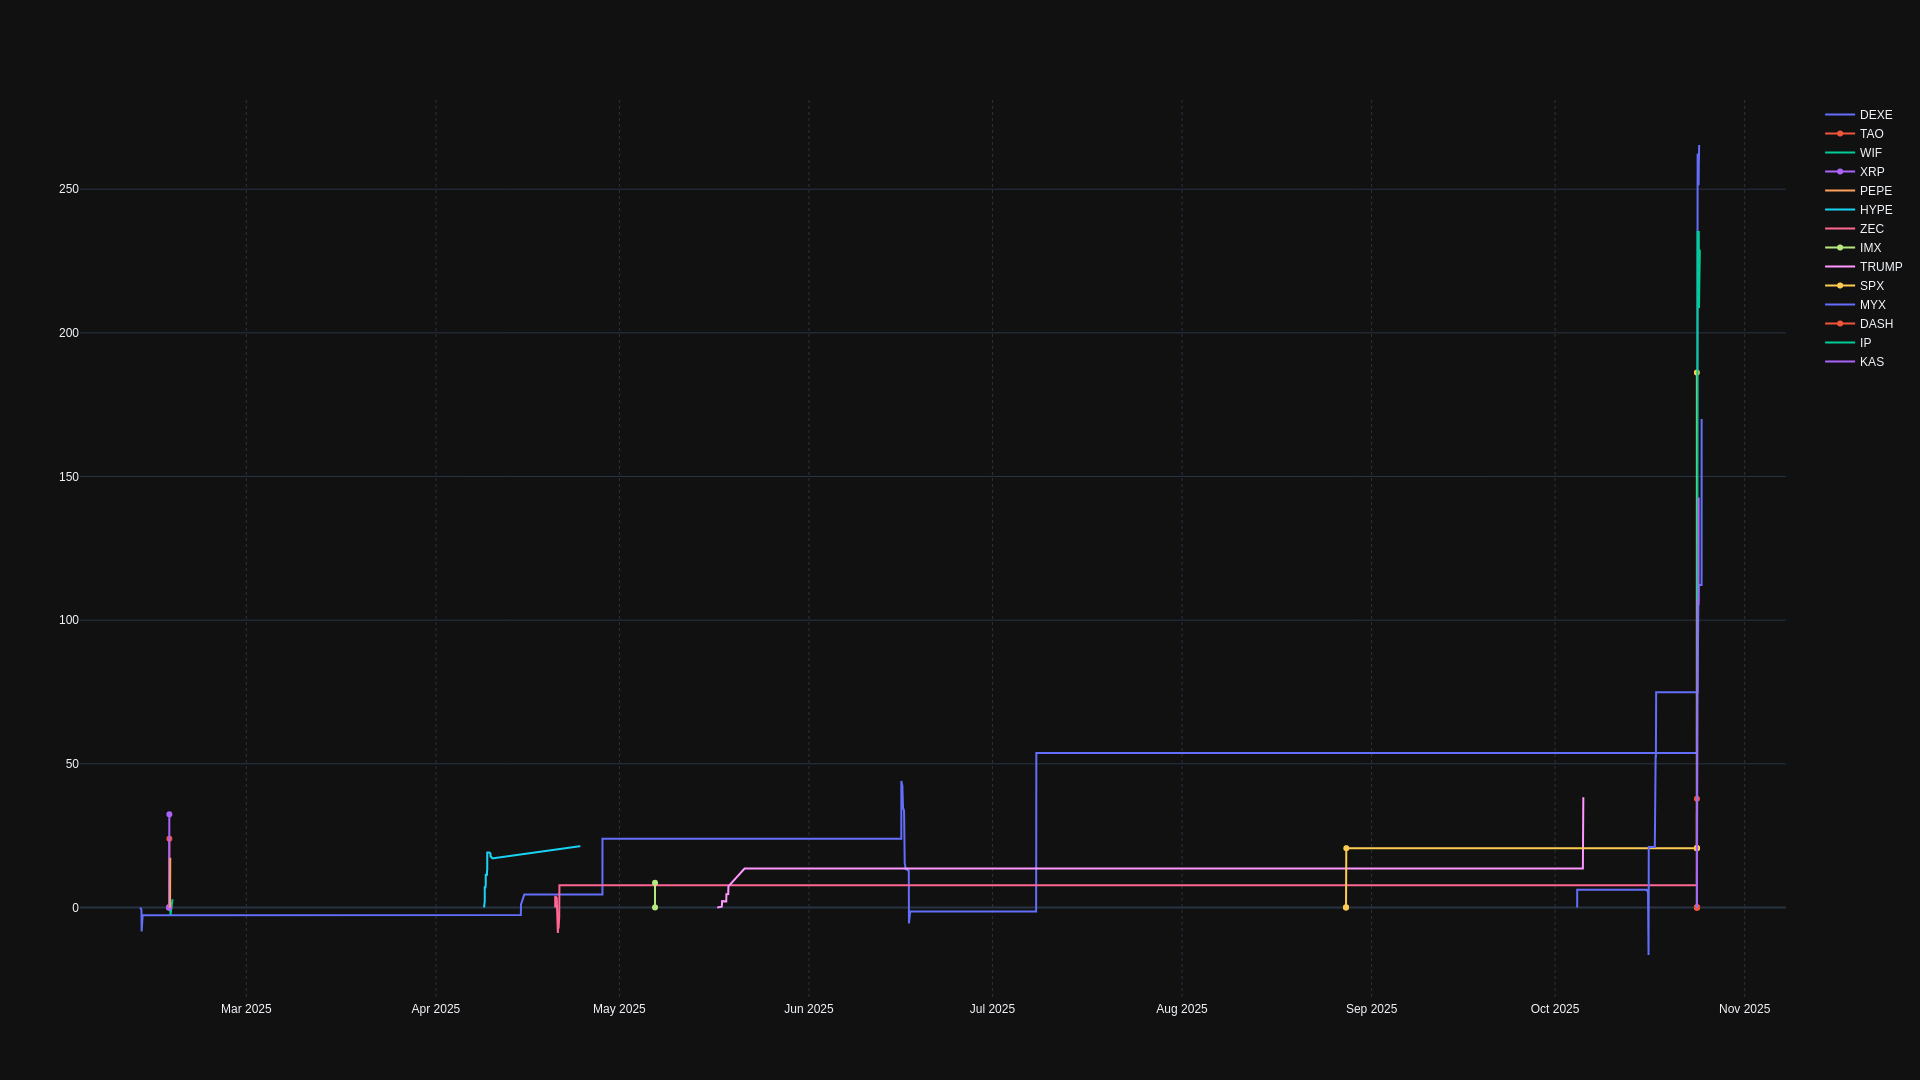 250
200
150
100
50
0
Mar 2025
Apr 2025
May 2025
Jun 2025
Jul 2025
Aug 2025
Sep 2025
Oct 2025
Nov 2025
DEXE
TAO
WIF
XRP
PEPE
HYPE
ZEC
IMX
TRUMP
SPX
MYX
DASH
IP
KAS